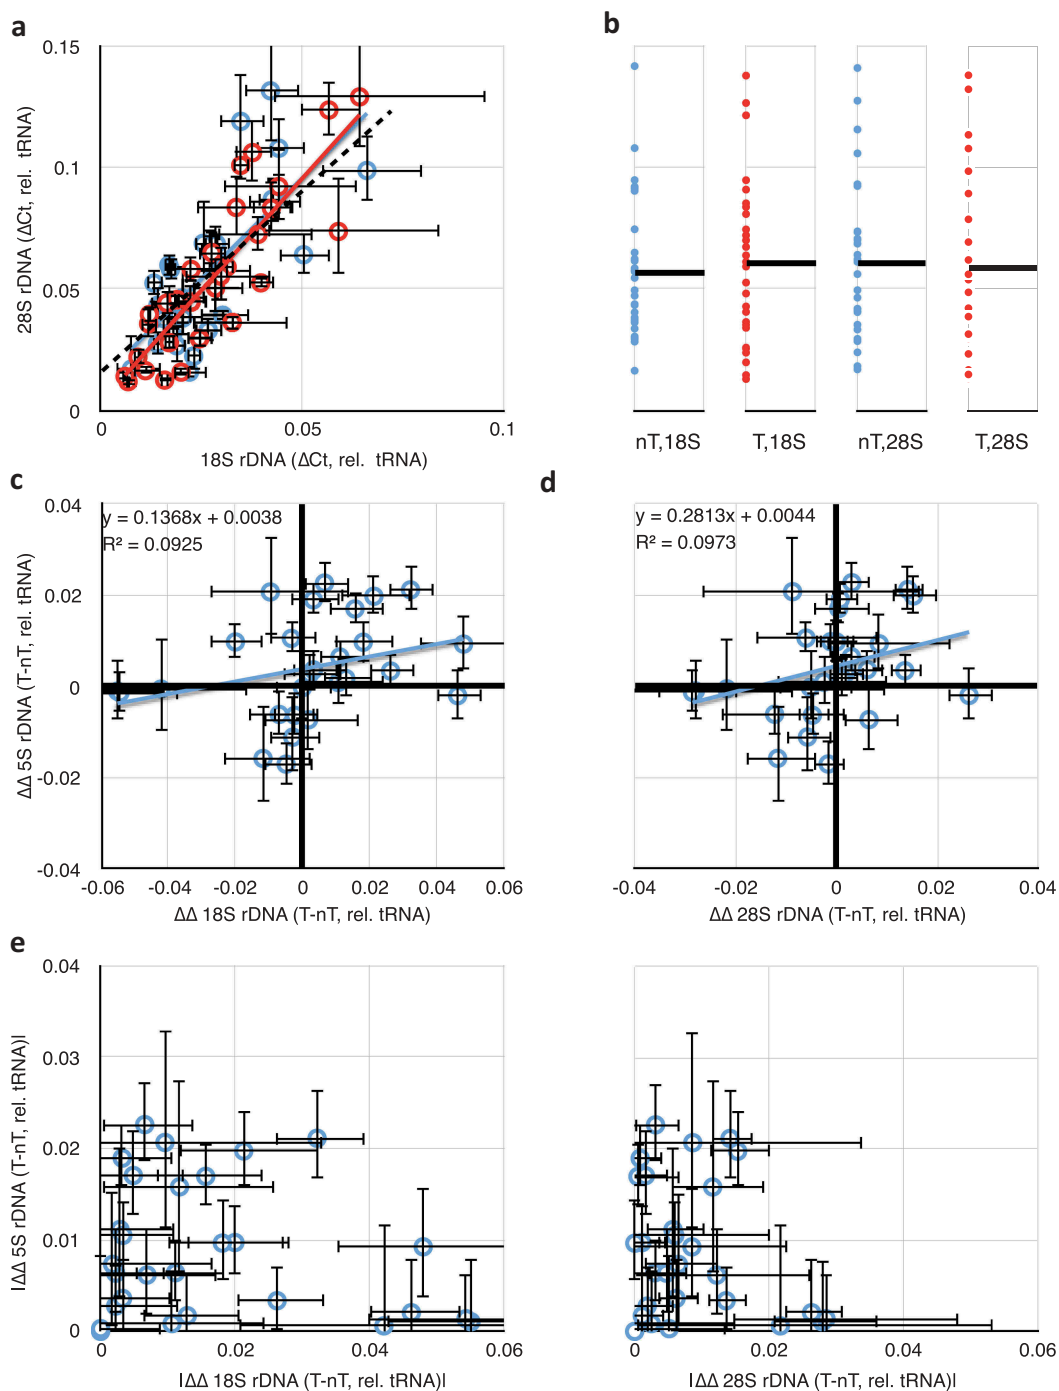 a
b
0.15
0.1
0.05
0
28S rDNA (ΔCt, rel. tRNA)
0
0.05
0.1
18S rDNA (ΔCt, rel. tRNA)
nT,18S
T,18S
nT,28S
T,28S
c
d
0.04
0.02
0
-0.02
-0.04
ΔΔ 5S rDNA (T-nT, rel. tRNA)
y = 0.1368x + 0.0038
R² = 0.0925
-0.06
-0.04
-0.02
0
0.02
0.04
0.06
ΔΔ 18S rDNA (T-nT, rel. tRNA)
y = 0.2813x + 0.0044
R² = 0.0973
-0.04
-0.02
0
0.02
0.04
ΔΔ 28S rDNA (T-nT, rel. tRNA)
e
0.04
0.03
0.02
0.01
0
IΔΔ 5S rDNA (T-nT, rel. tRNA)I
0
0.02
0.04
0.06
IΔΔ 18S rDNA (T-nT, rel. tRNA)I
0
0.02
0.04
0.06
IΔΔ 28S rDNA (T-nT, rel. tRNA)I